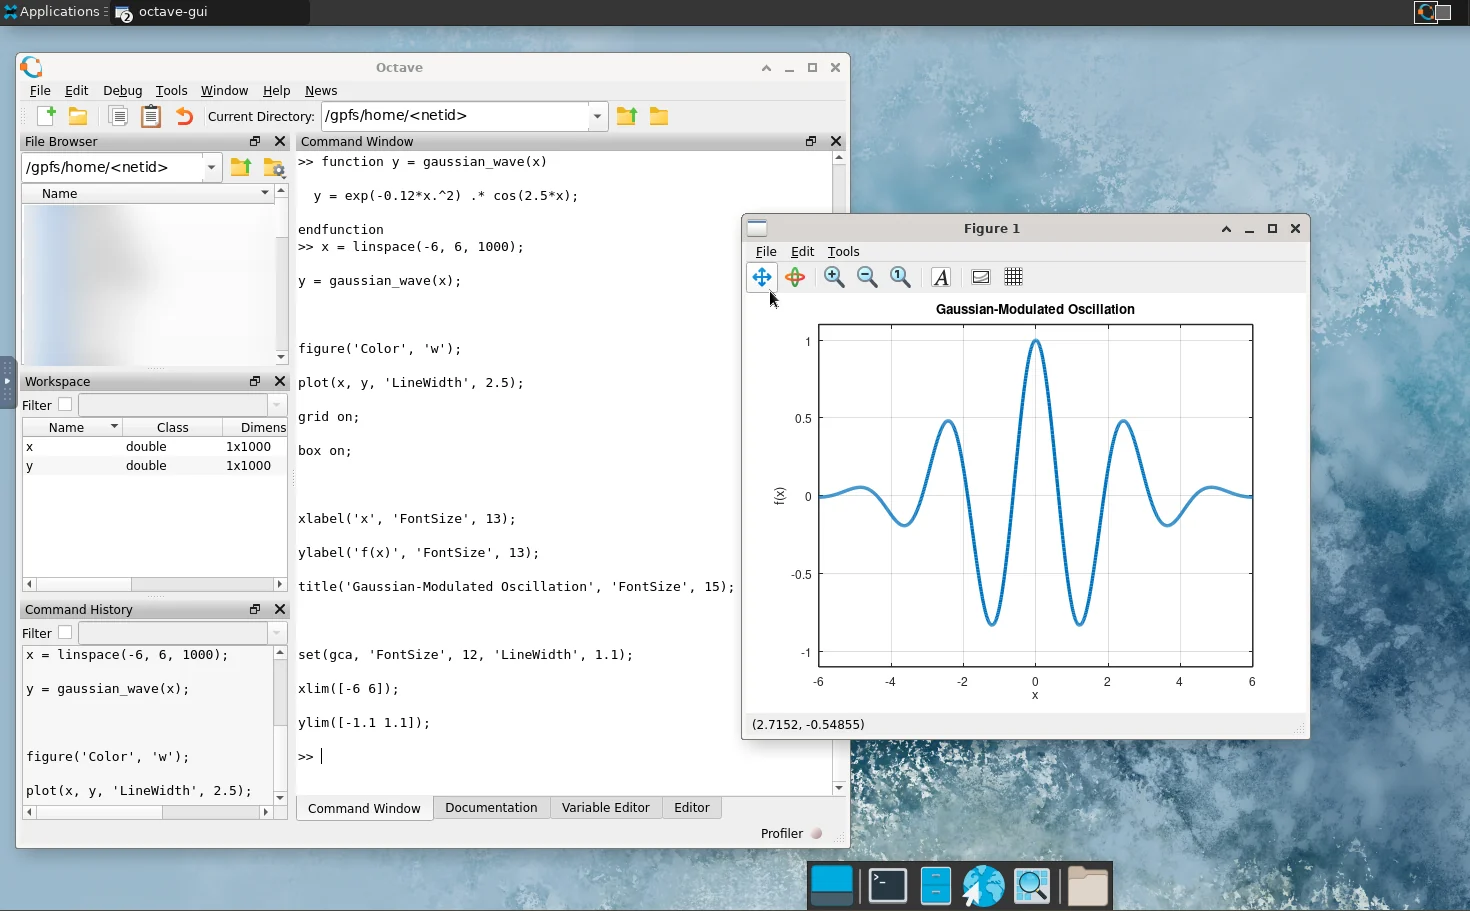 Applications
2
octave-gui
Octave
File Edit Debug Tools Window Help News
Current Directory: /gpfs/home/<netid>
File Browser
/gpfs/home/<netid>
Name
Workspace
Filter
Name Class Dimens
x double 1x1000
y double 1x1000
Command History
Filter
x = linspace(-6, 6, 1000);
y = gaussian_wave(x);
figure('Color', 'w');
plot(x, y, 'LineWidth', 2.5);
Command Window
>> function y = gaussian_wave(x)
y = exp(-0.12*x.^2) .* cos(2.5*x);
endfunction
>> x = linspace(-6, 6, 1000);
y = gaussian_wave(x);
figure('Color', 'w');
plot(x, y, 'LineWidth', 2.5);
grid on;
box on;
xlabel('x', 'FontSize', 13);
ylabel('f(x)', 'FontSize', 13);
title('Gaussian-Modulated Oscillation', 'FontSize', 15);
set(gca, 'FontSize', 12, 'LineWidth', 1.1);
xlim([-6 6]);
ylim([-1.1 1.1]);
>>
Command Window Documentation Variable Editor Editor
Profiler
Figure 1
File Edit Tools
1 A
Gaussian-Modulated Oscillation
1
0.5
0
-0.5
-1
f(x)
-6 -4 -2 0 2 4 6
x
(2.7152, -0.54855)
>_